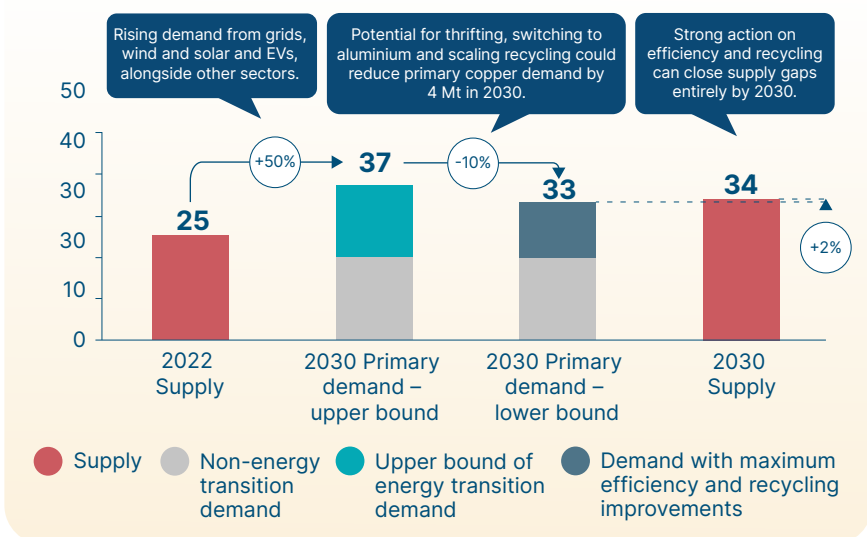 Rising demand from grids,
wind and solar and EVs,
alongside other sectors.
Potential for thrifting, switching to
aluminium and scaling recycling could
reduce primary copper demand by
4 Mt in 2030.
Strong action on
efficiency and recycling
can close supply gaps
entirely by 2030.
50
40
30
30
10
0
25
+50%
37
-10%
33
34
+2%
2022
Supply
2030 Primary
demand –
upper bound
2030 Primary
demand –
lower bound
2030
Supply
Supply
Non-energy
transition
demand
Upper bound of
energy transition
demand
Demand with maximum
efficiency and recycling
improvements